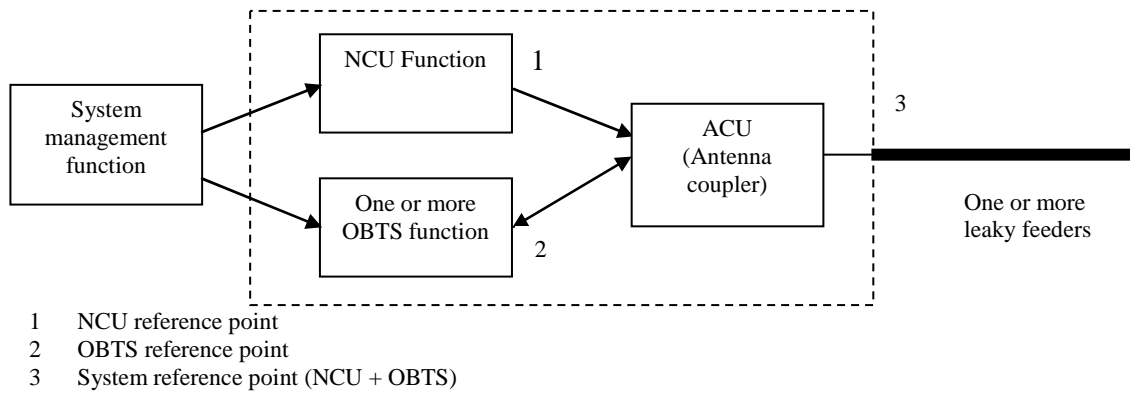 System
management
function
NCU Function
1
One or more
OBTS function
2
ACU
(Antenna
coupler)
3
One or more
leaky feeders
1 NCU reference point
2 OBTS reference point
3 System reference point (NCU + OBTS)